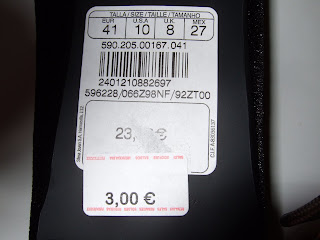 TALLA / SIZE / TAILLE / TAMANHO
EUR U.S.A U.K MEX
41 10 8 27
590.205.00167.041
2401210882697
596228/066Z98NF/92ZT00
23,
3,00 €